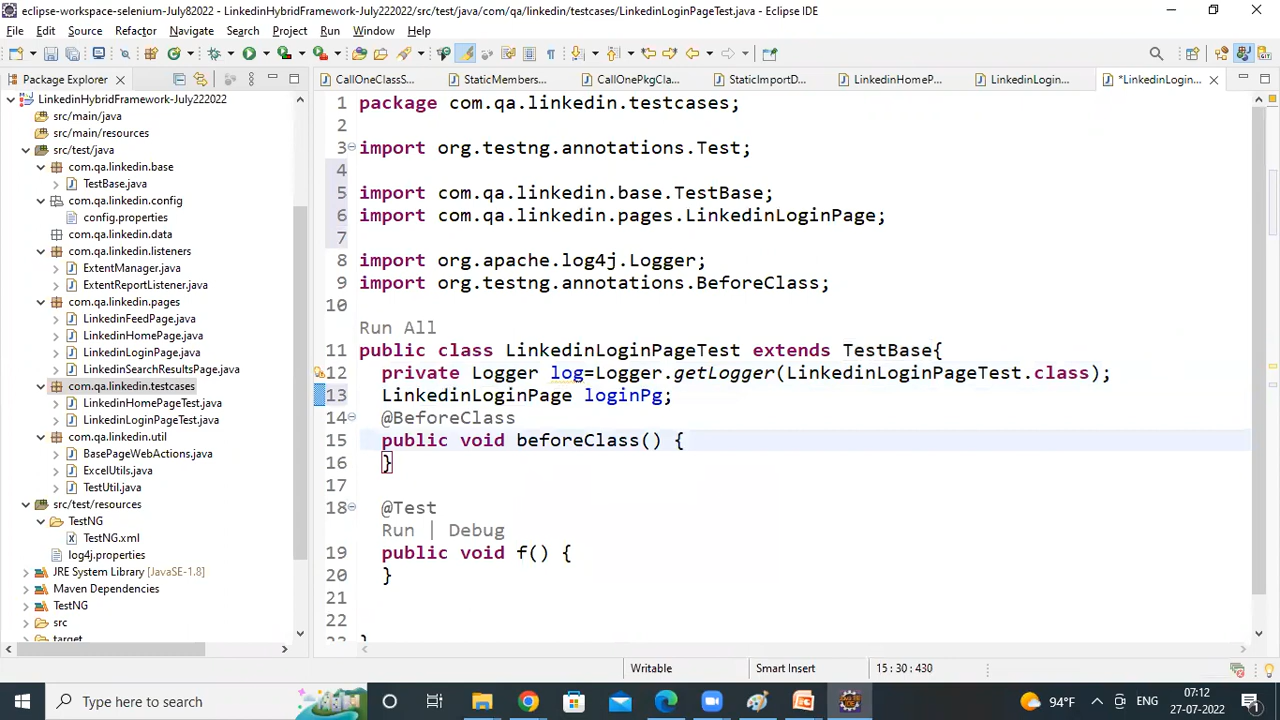 eclipse-workspace-selenium-July82022 - LinkedinHybridFramework-July222022/src/test/java/com/qa/linkedin/testcases/LinkedinLoginPageTest.java - Eclipse IDE
File Edit Source Refactor Navigate Search Project Run Window Help
Package Explorer
CallOneClassS... StaticMembers... CallOnePkgCla... StaticImportD... LinkedinHomeP... LinkedinLogin... *LinkedinLogin...
LinkedinHybridFramework-July222022
src/main/java
src/main/resources
src/test/java
com.qa.linkedin.base
TestBase.java
com.qa.linkedin.config
config.properties
com.qa.linkedin.data
com.qa.linkedin.listeners
ExtentManager.java
ExtentReportListener.java
com.qa.linkedin.pages
LinkedinFeedPage.java
LinkedinHomePage.java
LinkedinLoginPage.java
LinkedinSearchResultsPage.java
com.qa.linkedin.testcases
LinkedinHomePageTest.java
LinkedinLoginPageTest.java
com.qa.linkedin.util
BasePageWebActions.java
ExcelUtils.java
TestUtil.java
src/test/resources
TestNG
TestNG.xml
log4j.properties
JRE System Library [JavaSE-1.8]
Maven Dependencies
TestNG
src
target
1 package com.qa.linkedin.testcases;
2
3 import org.testng.annotations.Test;
4
5 import com.qa.linkedin.base.TestBase;
6 import com.qa.linkedin.pages.LinkedinLoginPage;
7
8 import org.apache.log4j.Logger;
9 import org.testng.annotations.BeforeClass;
10
Run All
11 public class LinkedinLoginPageTest extends TestBase{
12 private Logger log=Logger.getLogger(LinkedinLoginPageTest.class);
13 LinkedinLoginPage loginPg;
14 @BeforeClass
15 public void beforeClass() {
16 }
17
18 @Test
Run | Debug
19 public void f() {
20 }
21
22
23 }
Writable Smart Insert 15 : 30 : 430
Type here to search
94°F ENG 07:12
27-07-2022